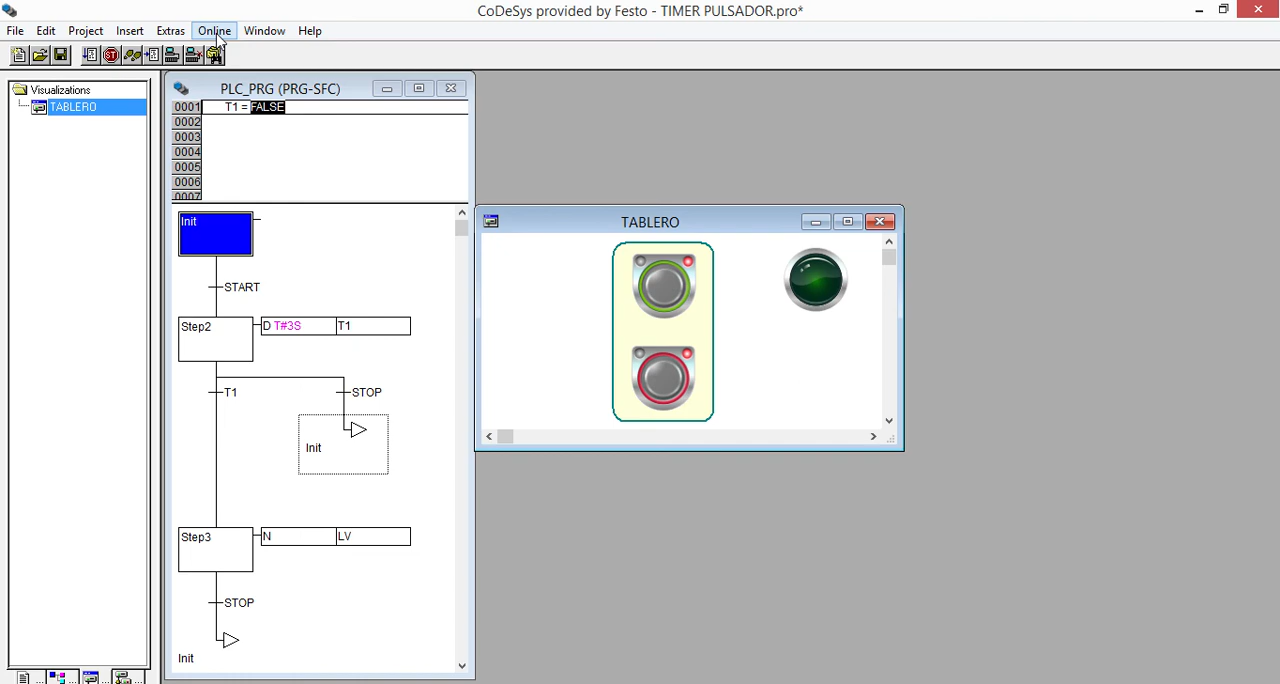 CoDeSys provided by Festo - TIMER PULSADOR.pro*
File Edit Project Insert Extras Online Window Help
ST
Visualizations
TABLERO
PLC_PRG (PRG-SFC)
0001 T1 = FALSE
0002
0003
0004
0005
0006
0007
Init
START
Step2 D T#3S T1
T1 STOP
Init
Step3 N LV
STOP
Init
TABLERO